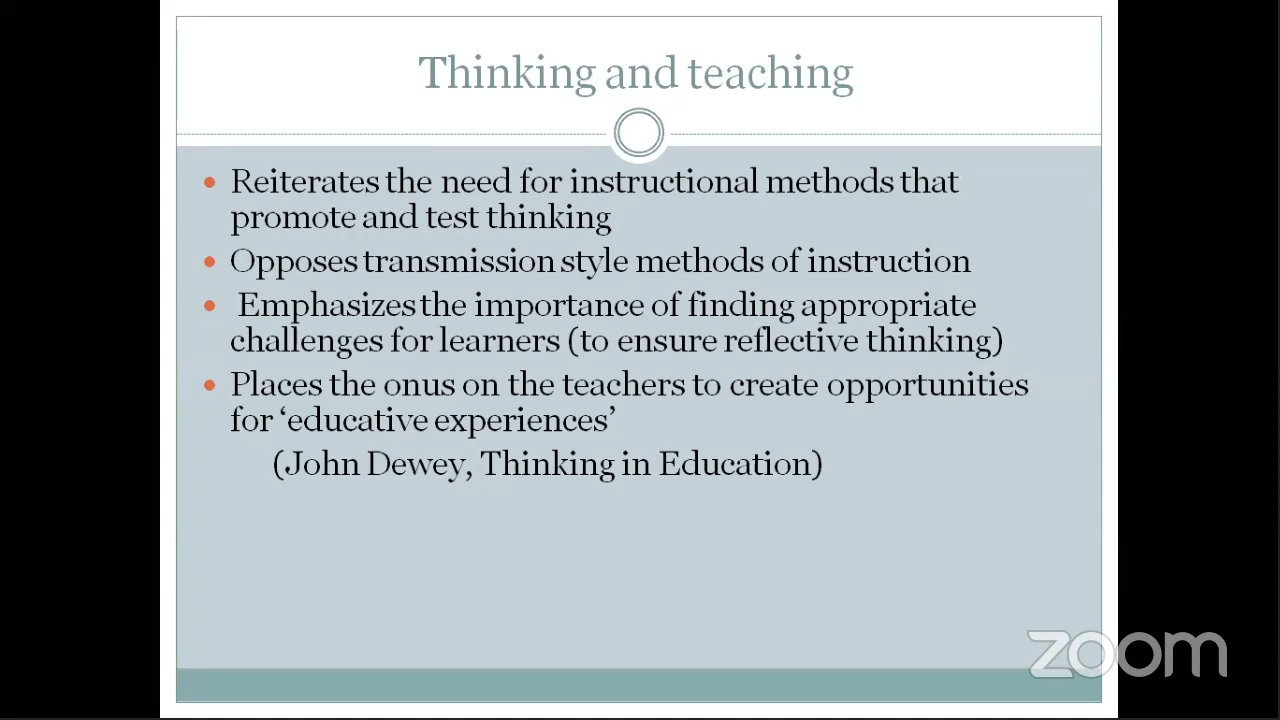 Thinking and teaching
• Reiterates the need for instructional methods that
promote and test thinking
• Opposes transmission style methods of instruction
• Emphasizes the importance of finding appropriate
challenges for learners (to ensure reflective thinking)
• Places the onus on the teachers to create opportunities
for ‘educative experiences’
(John Dewey, Thinking in Education)
zoom